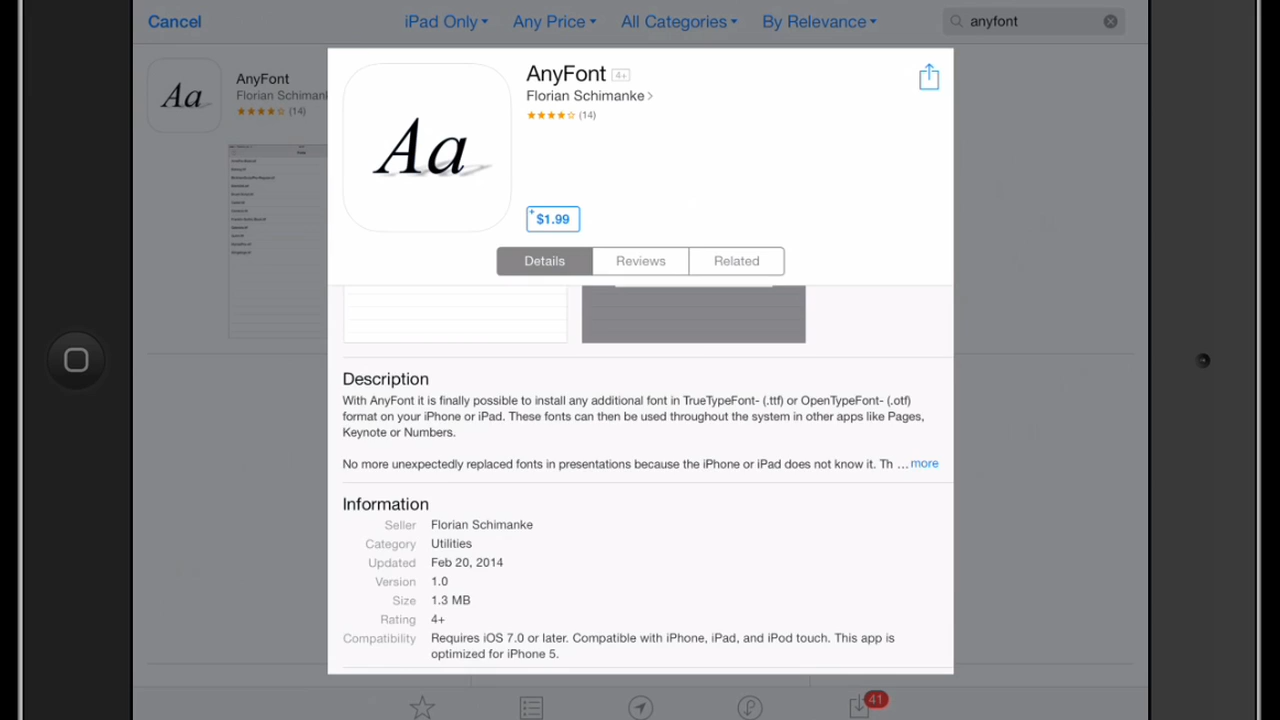 Cancel
iPad Only
Any Price
All Categories
By Relevance
anyfont
AnyFont
Florian Schimank
(14)
Aa
Aa
AnyFont 4+
Florian Schimanke
(14)
$1.99
Details
Reviews
Related
Description
With AnyFont it is finally possible to install any additional font in TrueTypeFont- (.ttf) or OpenTypeFont- (.otf)
format on your iPhone or iPad. These fonts can then be used throughout the system in other apps like Pages,
Keynote or Numbers.
No more unexpectedly replaced fonts in presentations because the iPhone or iPad does not know it. Th ... more
Information
Seller Florian Schimanke
Category Utilities
Updated Feb 20, 2014
Version 1.0
Size 1.3 MB
Rating 4+
Compatibility Requires iOS 7.0 or later. Compatible with iPhone, iPad, and iPod touch. This app is
optimized for iPhone 5.
41